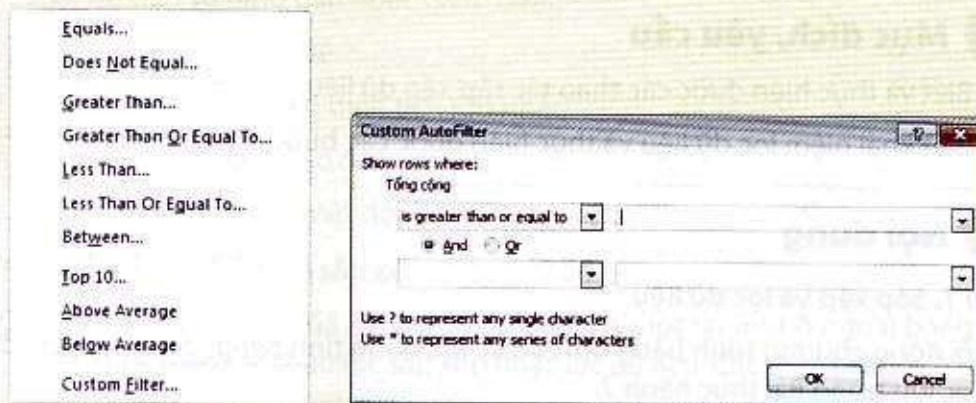 Equals...
Does Not Equal...
Greater Than...
Greater Than Or Equal To...
Less Than...
Less Than Or Equal To...
Between...
Top 10...
Above Average
Below Average
Custom Filter...
Custom AutoFilter
Show rows where:
Tổng cộng
is greater than or equal to
And Or
Use ? to represent any single character
Use * to represent any series of characters
OK Cancel